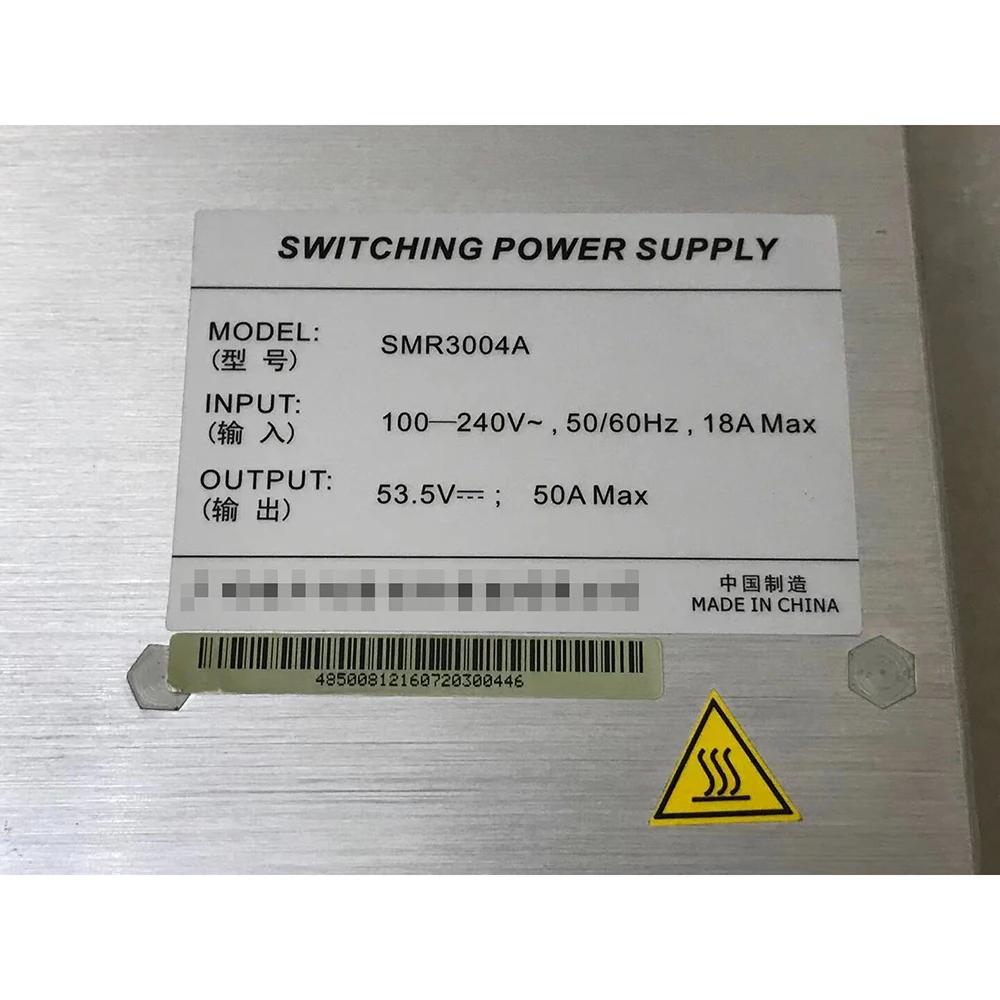 SWITCHING POWER SUPPLY
MODEL: SMR3004A
(型 号)
INPUT: 100—240V~ , 50/60Hz , 18A Max
(输 入)
OUTPUT: 53.5V⎓ ; 50A Max
(输 出)
中国制造
MADE IN CHINA
48500812160720300446